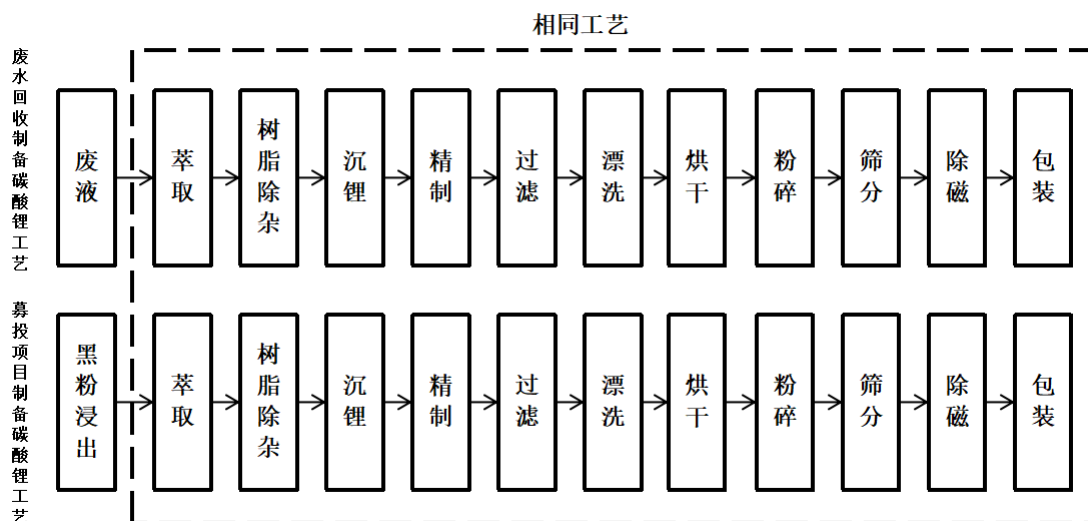 相同工艺
废水回收制备碳酸锂工艺
废液
萃取
树脂除杂
沉锂
精制
过滤
漂洗
烘干
粉碎
筛分
除磁
包装
募投项目制备碳酸锂工艺
黑粉浸出
萃取
树脂除杂
沉锂
精制
过滤
漂洗
烘干
粉碎
筛分
除磁
包装